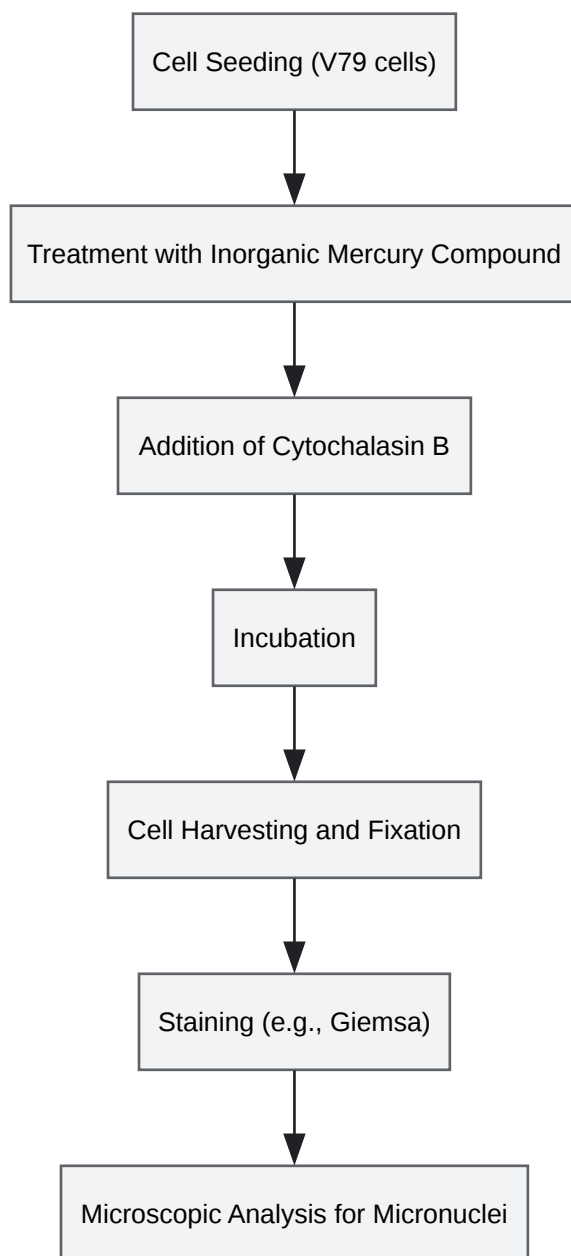 Cell Seeding (V79 cells)
Treatment with Inorganic Mercury Compound
Addition of Cytochalasin B
Incubation
Cell Harvesting and Fixation
Staining (e.g., Giemsa)
Microscopic Analysis for Micronuclei